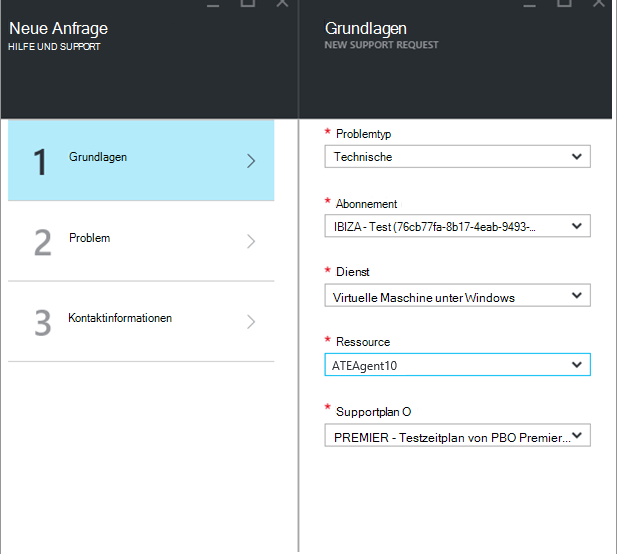 Neue Anfrage
HILFE UND SUPPORT
1 Grundlagen
2 Problem
3 Kontaktinformationen
Grundlagen
NEW SUPPORT REQUEST
* Problemtyp
Technische
* Abonnement
IBIZA - Test (76cb77fa-8b17-4eab-9493-...
* Dienst
Virtuelle Maschine unter Windows
* Ressource
ATEAgent10
* Supportplan O
PREMIER - Testzeitplan von PBO Premier...